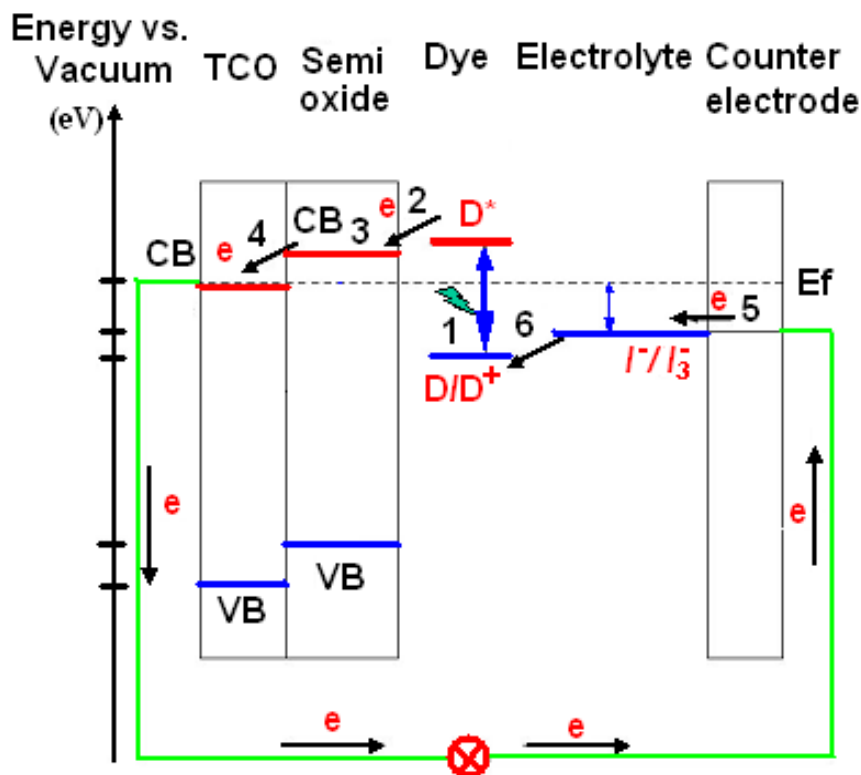 Energy vs.
Vacuum
(eV)
TCO
Semi
oxide
Dye
Electrolyte
Counter
electrode
CB
e
4
CB
3
e
2
D*
Ef
1
6
e
5
I⁻/I₃⁻
D/D⁺
e
e
VB
VB
e
e